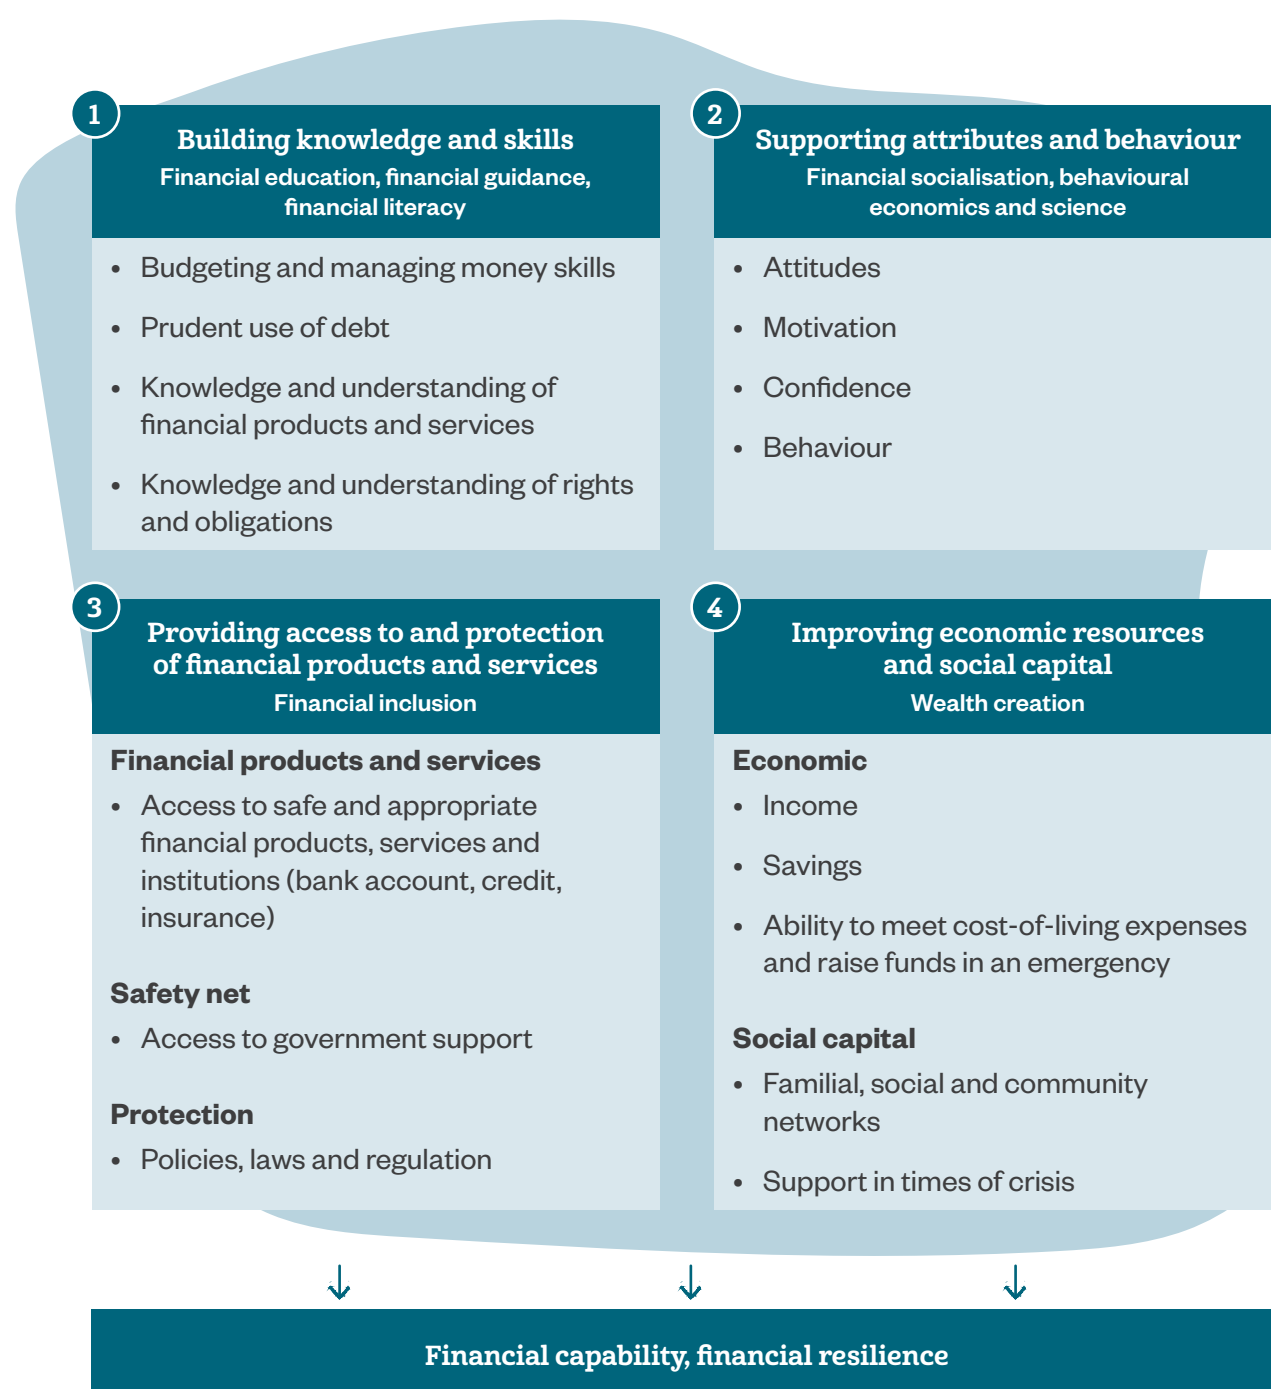 1
Building knowledge and skills
Financial education, financial guidance,
financial literacy
• Budgeting and managing money skills
• Prudent use of debt
• Knowledge and understanding of
financial products and services
• Knowledge and understanding of rights
and obligations
2
Supporting attributes and behaviour
Financial socialisation, behavioural
economics and science
• Attitudes
• Motivation
• Confidence
• Behaviour
3
Providing access to and protection
of financial products and services
Financial inclusion
Financial products and services
• Access to safe and appropriate
financial products, services and
institutions (bank account, credit,
insurance)
Safety net
• Access to government support
Protection
• Policies, laws and regulation
4
Improving economic resources
and social capital
Wealth creation
Economic
• Income
• Savings
• Ability to meet cost-of-living expenses
and raise funds in an emergency
Social capital
• Familial, social and community
networks
• Support in times of crisis
Financial capability, financial resilience